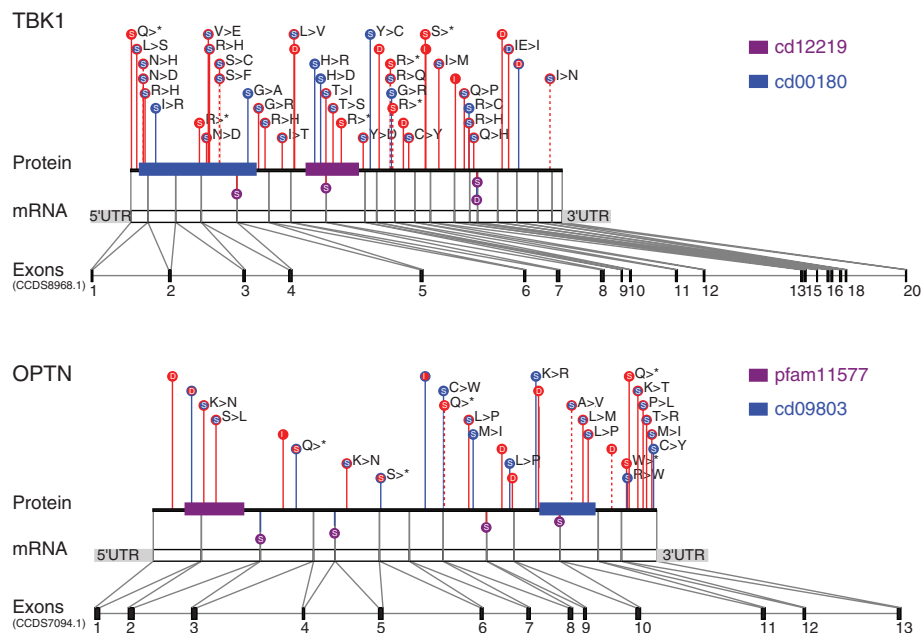 TBK1
S Q>* S V>E S L>V S Y>C S S>*
S L>S S R>H D D I S IE>I
S N>H S S>C S H>R S R>* S I>M D
S N>D S S>F S H>D S R>Q I S I>N
S R>H S G>A S T>I S G>R S Q>P
S I>R S G>R S T>S S R>* S R>C
S R>* S R>H S R>* D S R>H
S N>D S I>T S Y>D S C>Y S Q>H
cd12219
cd00180
Protein
S S S
D
mRNA
5'UTR 3'UTR
Exons
(CCDS8968.1)
1 2 3 4 5 6 7 8 9 10 11 12 13 15 16 18 20
OPTN
D I S K>R S Q>*
D S C>W D S K>T
S K>N S Q>* S A>V S P>L
S S>L S L>P S L>M S T>R
I S M>I S L>P S M>I
S Q>* D D S C>Y
S K>N S L>P S W>*
S S>* D S R>W
pfam11577
cd09803
Protein
S S S S
mRNA
5'UTR 3'UTR
Exons
(CCDS7094.1)
1 2 3 4 5 6 7 8 9 10 11 12 13